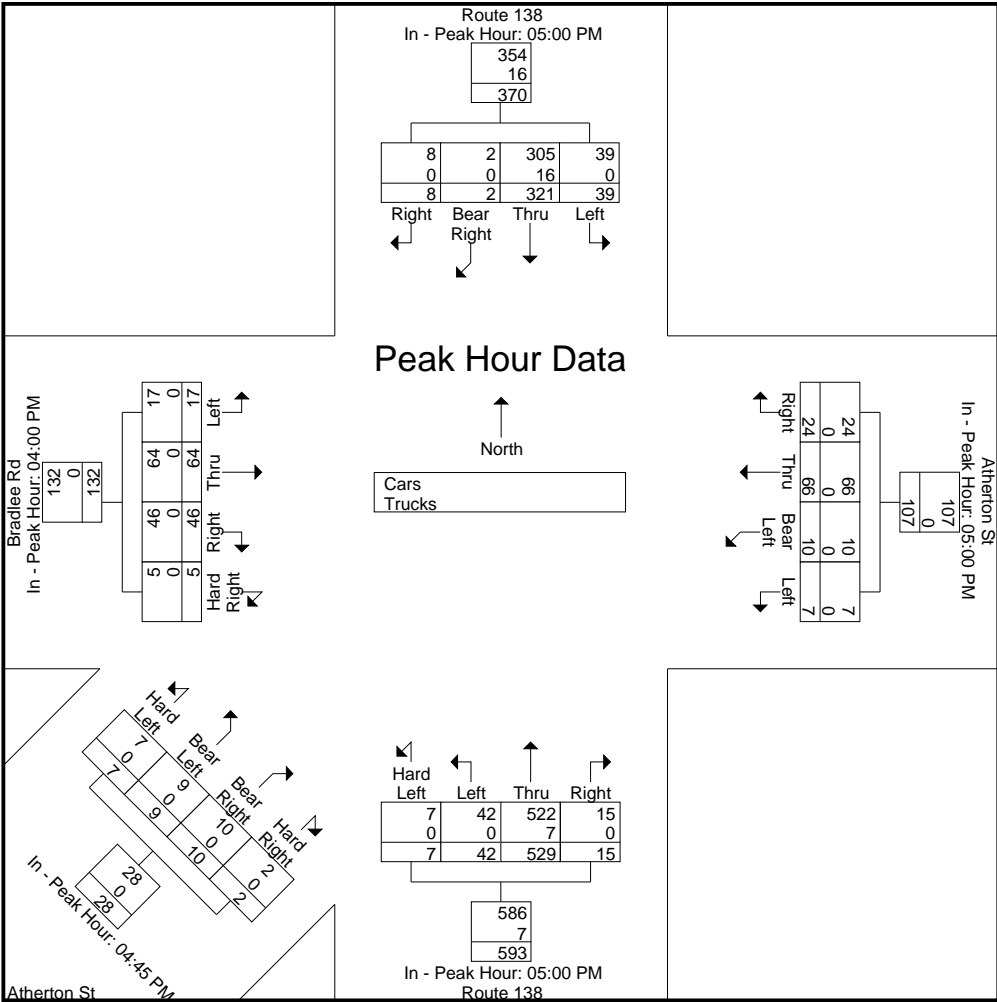 Route 138
In - Peak Hour: 05:00 PM
354
16
370
8 2 305 39
0 0 16 0
8 2 321 39
Right Bear Right Thru Left
Peak Hour Data
North
Cars
Trucks
Bradlee Rd
In - Peak Hour: 04:00 PM
132
0
132
17 0 17
64 0 64
46 0 46
5 0 5
Left
Thru
Right
Hard Right
Atherton St
In - Peak Hour: 05:00 PM
107
0
107
Right
Thru
Bear Left
Left
24 0 24
66 0 66
10 0 10
7 0 7
Hard Left
Bear Left
Bear Right
Hard Right
7 9 10 2
0 0 0 0
7 9 10 2
28
0
28
In - Peak Hour: 04:45 PM
Atherton St
Hard Left Left Thru Right
7 42 522 15
0 0 7 0
7 42 529 15
586
7
593
In - Peak Hour: 05:00 PM
Route 138